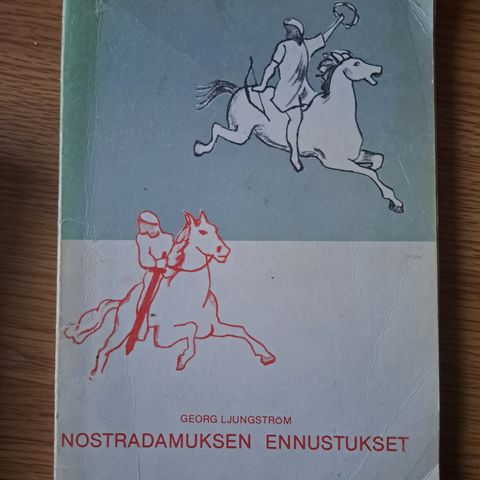 GEORG LJUNGSTRÖM
NOSTRADAMUKSEN ENNUSTUKSET